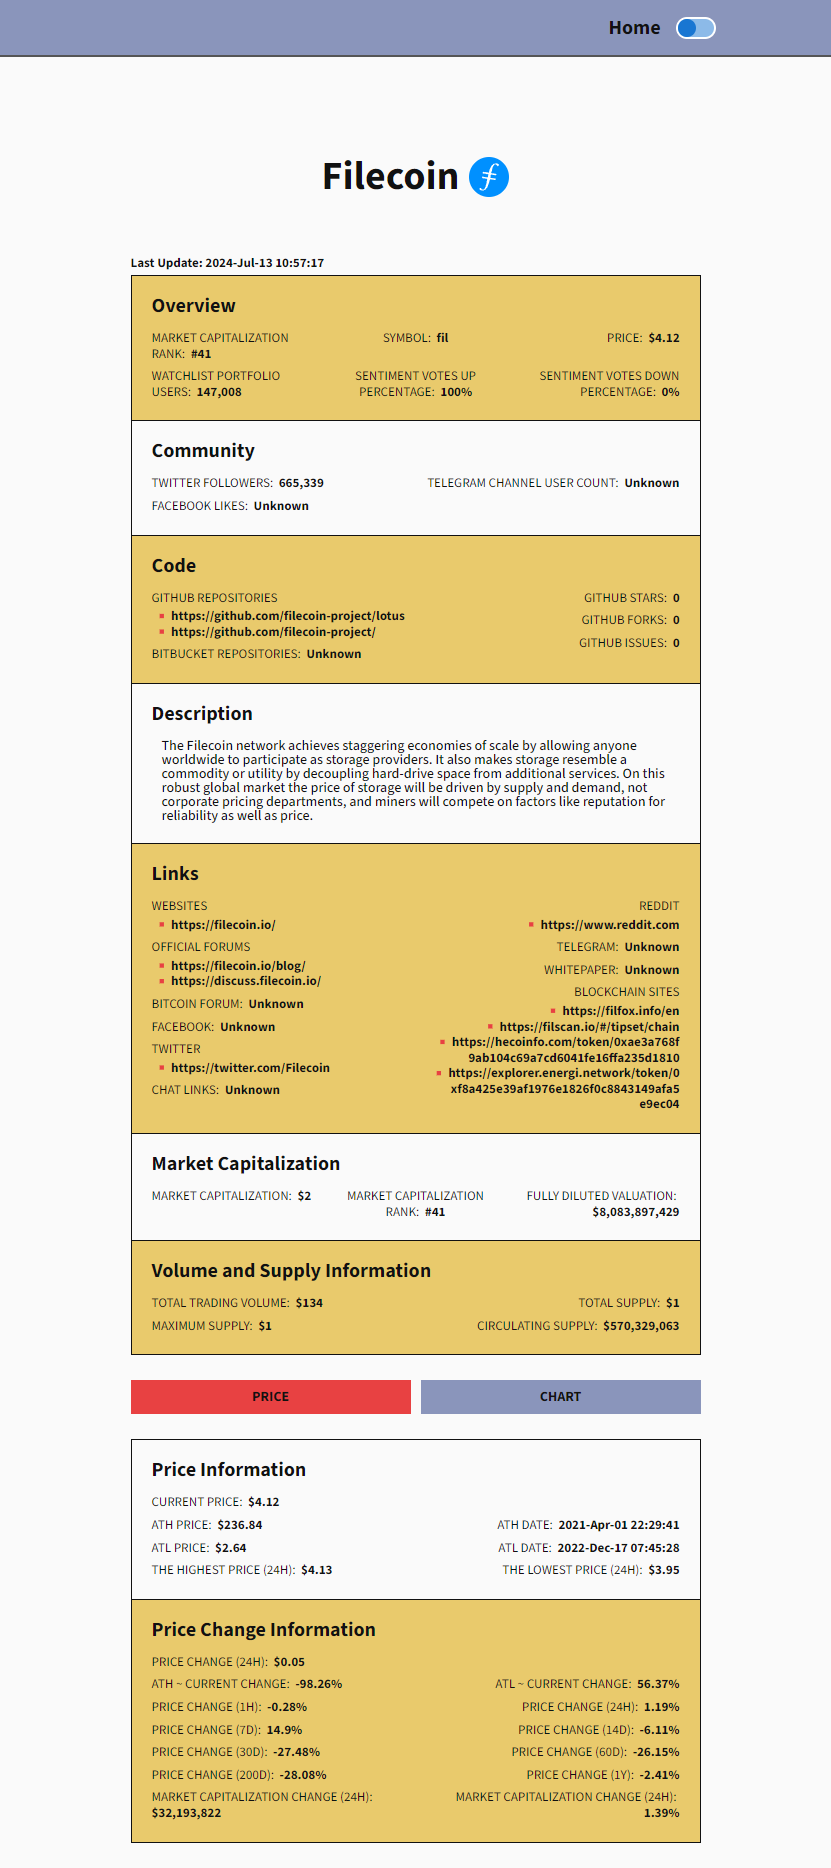 Home
Filecoin
Last Update: 2024-Jul-13 10:57:17
Overview
MARKET CAPITALIZATION RANK: #41
SYMBOL: fil
PRICE: $4.12
WATCHLIST PORTFOLIO USERS: 147,008
SENTIMENT VOTES UP PERCENTAGE: 100%
SENTIMENT VOTES DOWN PERCENTAGE: 0%
Community
TWITTER FOLLOWERS: 665,339
TELEGRAM CHANNEL USER COUNT: Unknown
FACEBOOK LIKES: Unknown
Code
GITHUB REPOSITORIES
https://github.com/filecoin-project/lotus
https://github.com/filecoin-project/
BITBUCKET REPOSITORIES: Unknown
GITHUB STARS: 0
GITHUB FORKS: 0
GITHUB ISSUES: 0
Description
The Filecoin network achieves staggering economies of scale by allowing anyone
worldwide to participate as storage providers. It also makes storage resemble a
commodity or utility by decoupling hard-drive space from additional services. On this
robust global market the price of storage will be driven by supply and demand, not
corporate pricing departments, and miners will compete on factors like reputation for
reliability as well as price.
Links
WEBSITES
https://filecoin.io/
OFFICIAL FORUMS
https://filecoin.io/blog/
https://discuss.filecoin.io/
BITCOIN FORUM: Unknown
FACEBOOK: Unknown
TWITTER
https://twitter.com/Filecoin
CHAT LINKS: Unknown
REDDIT
https://www.reddit.com
TELEGRAM: Unknown
WHITEPAPER: Unknown
BLOCKCHAIN SITES
https://filfox.info/en
https://filscan.io/#/tipset/chain
https://hecoinfo.com/token/0xae3a768f
9ab104c69a7cd6041fe16ffa235d1810
https://explorer.energi.network/token/0
xf8a425e39af1976e1826f0c8843149afa5
e9ec04
Market Capitalization
MARKET CAPITALIZATION: $2
MARKET CAPITALIZATION RANK: #41
FULLY DILUTED VALUATION: $8,083,897,429
Volume and Supply Information
TOTAL TRADING VOLUME: $134
TOTAL SUPPLY: $1
MAXIMUM SUPPLY: $1
CIRCULATING SUPPLY: $570,329,063
PRICE
CHART
Price Information
CURRENT PRICE: $4.12
ATH PRICE: $236.84
ATH DATE: 2021-Apr-01 22:29:41
ATL PRICE: $2.64
ATL DATE: 2022-Dec-17 07:45:28
THE HIGHEST PRICE (24H): $4.13
THE LOWEST PRICE (24H): $3.95
Price Change Information
PRICE CHANGE (24H): $0.05
ATH ~ CURRENT CHANGE: -98.26%
ATL ~ CURRENT CHANGE: 56.37%
PRICE CHANGE (1H): -0.28%
PRICE CHANGE (24H): 1.19%
PRICE CHANGE (7D): 14.9%
PRICE CHANGE (14D): -6.11%
PRICE CHANGE (30D): -27.48%
PRICE CHANGE (60D): -26.15%
PRICE CHANGE (200D): -28.08%
PRICE CHANGE (1Y): -2.41%
MARKET CAPITALIZATION CHANGE (24H): $32,193,822
MARKET CAPITALIZATION CHANGE (24H): 1.39%